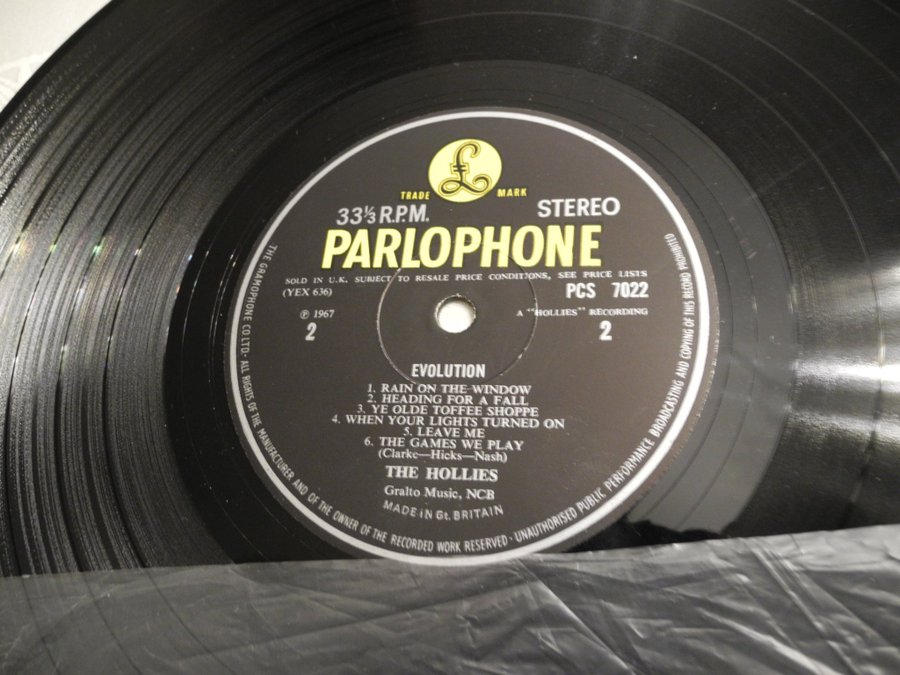 £
TRADE MARK
33⅓ R.P.M. STEREO
PARLOPHONE
SOLD IN U.K. SUBJECT TO RESALE PRICE CONDITIONS, SEE PRICE LISTS
(YEX 636) PCS 7022
℗ 1967 A "HOLLIES" RECORDING
2 2
EVOLUTION
1. RAIN ON THE WINDOW
2. HEADING FOR A FALL
3. YE OLDE TOFFEE SHOPPE
4. WHEN YOUR LIGHTS TURNED ON
5. LEAVE ME
6. THE GAMES WE PLAY
(Clarke—Hicks—Nash)
THE HOLLIES
Gralto Music, NCB
MADE IN Gt. BRITAIN
THE GRAMOPHONE CO LTD · ALL RIGHTS OF THE MANUFACTURER AND OF THE OWNER OF THE RECORDED WORK RESERVED · UNAUTHORISED PUBLIC PERFORMANCE BROADCASTING AND COPYING OF THIS RECORD PROHIBITED